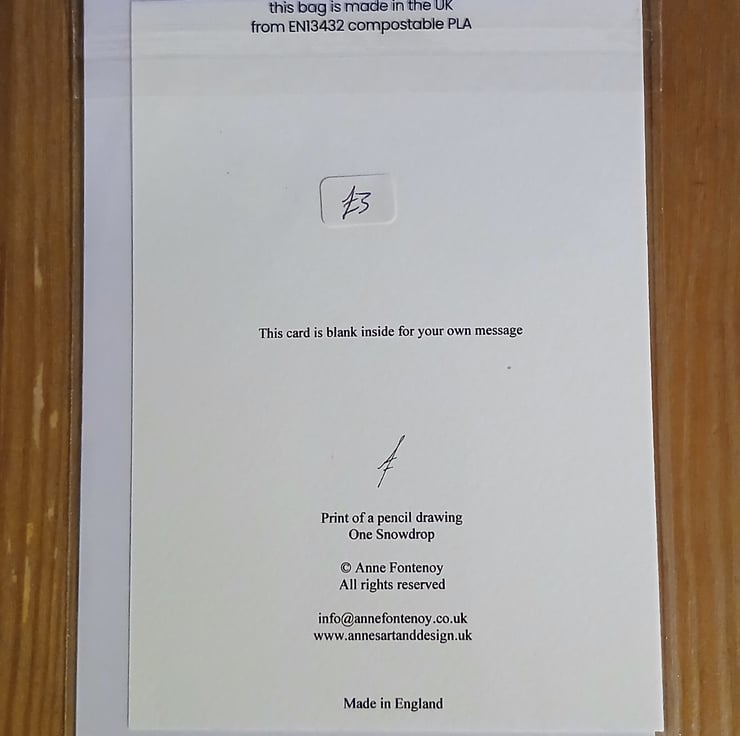 this bag is made in the UK
from EN13432 compostable PLA
£3
This card is blank inside for your own message
AF
Print of a pencil drawing
One Snowdrop
© Anne Fontenoy
All rights reserved
info@annefontenoy.co.uk
www.annesartanddesign.uk
Made in England